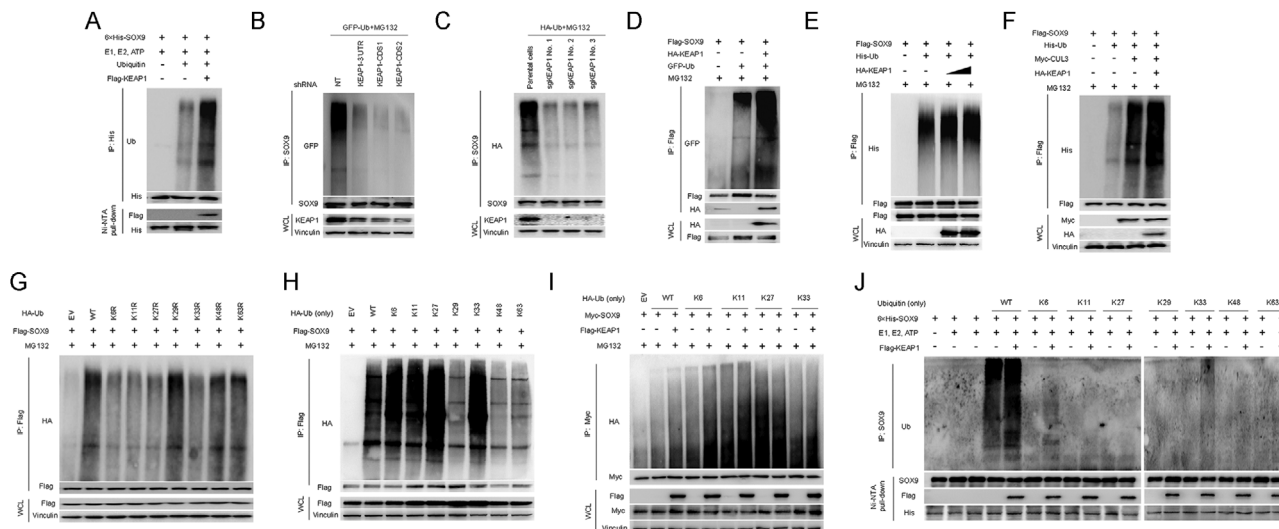 A
6×His-SOX9 + + +
E1, E2, ATP + + +
Ubiquitin - + +
Flag-KEAP1 - - +
IP: His
Ub
His
Ni-NTA
pull-down
Flag
His
B
GFP-Ub+MG132
shRNA
NT
KEAP1-3'UTR
KEAP1-CDS1
KEAP1-CDS2
IP: SOX9
GFP
SOX9
WCL
KEAP1
Vinculin
C
HA-Ub+MG132
Parental cells
sgKEAP1 No. 1
sgKEAP1 No. 2
sgKEAP1 No. 3
IP: SOX9
HA
SOX9
WCL
KEAP1
Vinculin
D
Flag-SOX9 + + +
HA-KEAP1 - - +
GFP-Ub - + +
MG132 + + +
IP: Flag
GFP
Flag
HA
WCL
HA
Flag
E
Flag-SOX9 + + + +
His-Ub - + + +
HA-KEAP1 - -
MG132 + + + +
IP: Flag
His
Flag
WCL
Flag
HA
Vinculin
F
Flag-SOX9 + + + +
His-Ub - + + +
Myc-CUL3 - - + +
HA-KEAP1 - - - +
MG132 + + + +
IP: Flag
His
Flag
WCL
Myc
HA
Vinculin
G
HA-Ub EV WT K6R K11R K27R K29R K33R K48R K63R
Flag-SOX9 + + + + + + + + +
MG132 + + + + + + + + +
IP: Flag
HA
Flag
WCL
Flag
Vinculin
H
HA-Ub (only) EV WT K6 K11 K27 K29 K33 K48 K63
Flag-SOX9 + + + + + + + + +
MG132 + + + + + + + + +
IP: Flag
HA
Flag
WCL
Flag
Vinculin
I
HA-Ub (only) EV WT K6 K11 K27 K33
Myc-SOX9 + + + + + + + + + + +
Flag-KEAP1 - - + - + - + - + - +
MG132 + + + + + + + + + + +
IP: Myc
HA
Myc
WCL
Flag
Myc
Vinculin
J
Ubiquitin (only) WT K6 K11 K27 K29 K33 K48 K63
6×His-SOX9
E1, E2, ATP
Flag-KEAP1
IP: SOX9
Ub
SOX9
Ni-NTA
pull-down
Flag
His